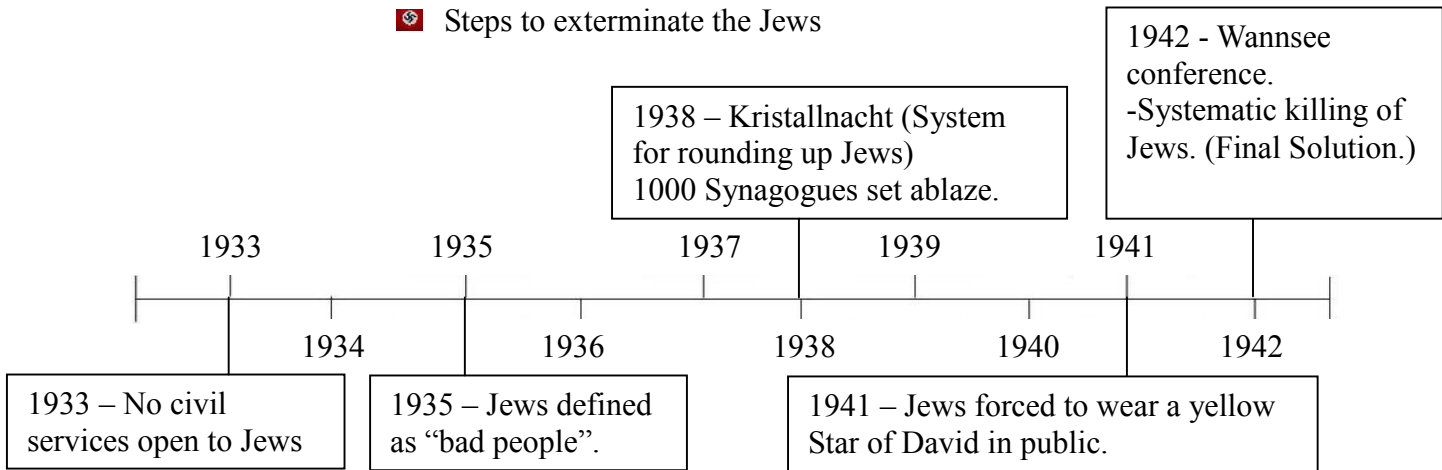 Steps to exterminate the Jews
1942 - Wannsee
conference.
-Systematic killing of
Jews. (Final Solution.)
1938 – Kristallnacht (System
for rounding up Jews)
1000 Synagogues set ablaze.
1933
1935
1937
1939
1941
1934
1936
1938
1940
1942
1933 – No civil
services open to Jews
1935 – Jews defined
as “bad people”.
1941 – Jews forced to wear a yellow
Star of David in public.